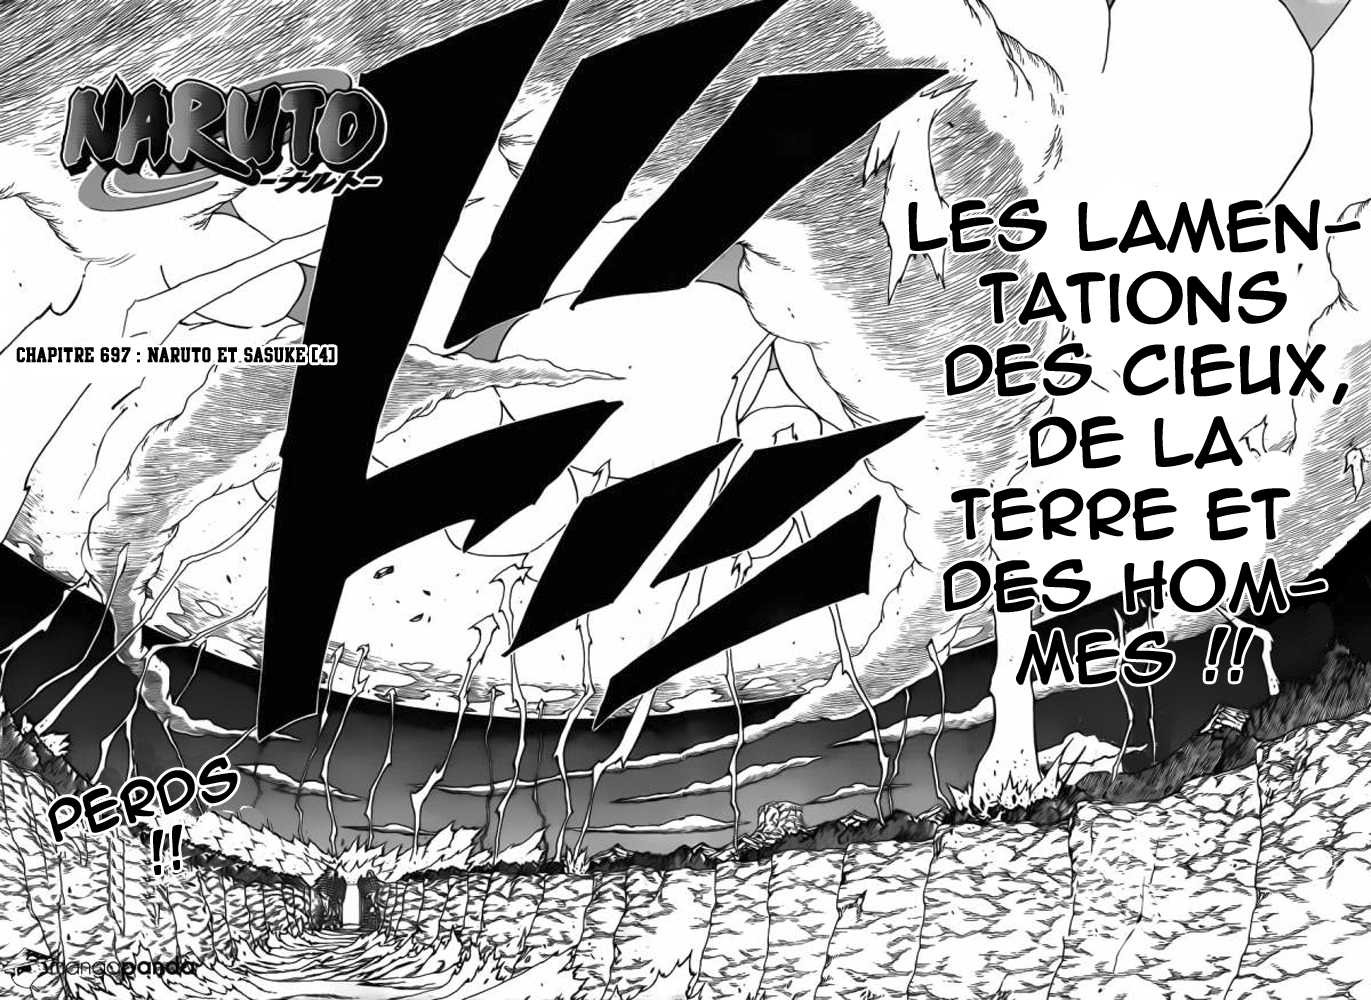 NARUTO
-ナルト-
CHAPITRE 697 : NARUTO ET SASUKE [4]
LES LAMEN-
TATIONS
DES CIEUX,
DE LA
TERRE ET
DES HOM-
MES !!
PERDS
!!
mangapanda